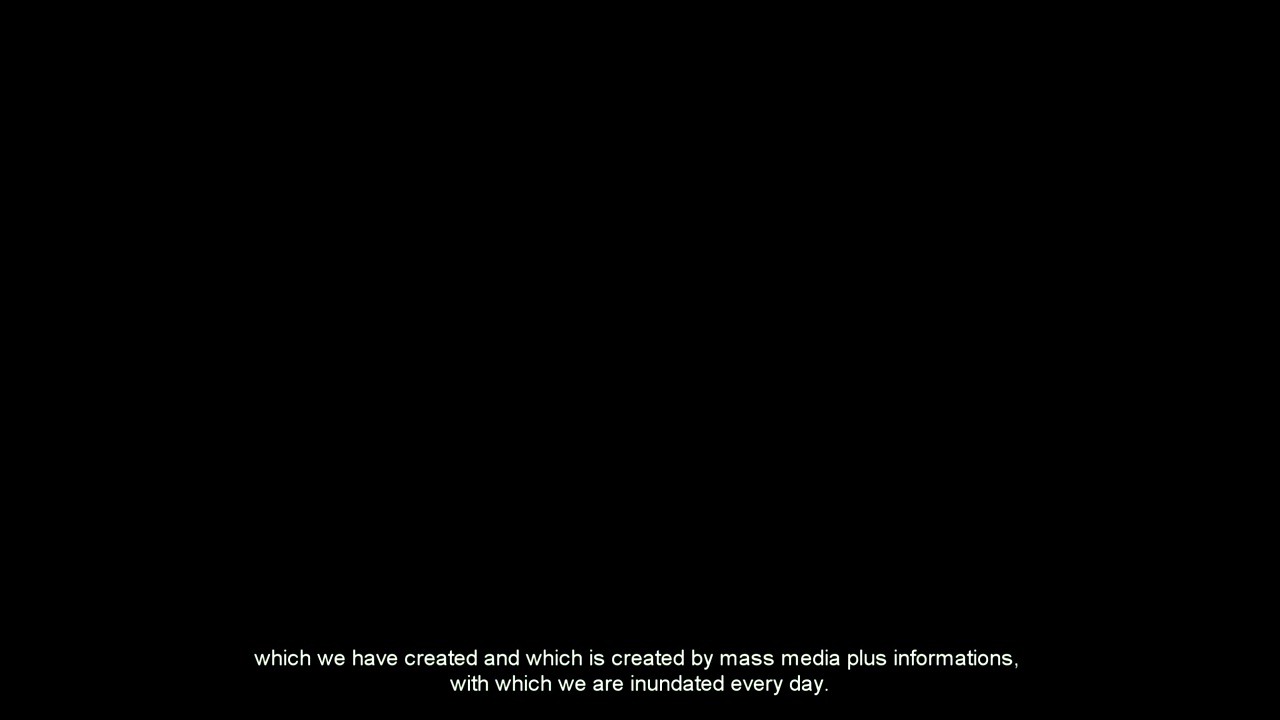 which we have created and which is created by mass media plus informations,
with which we are inundated every day.